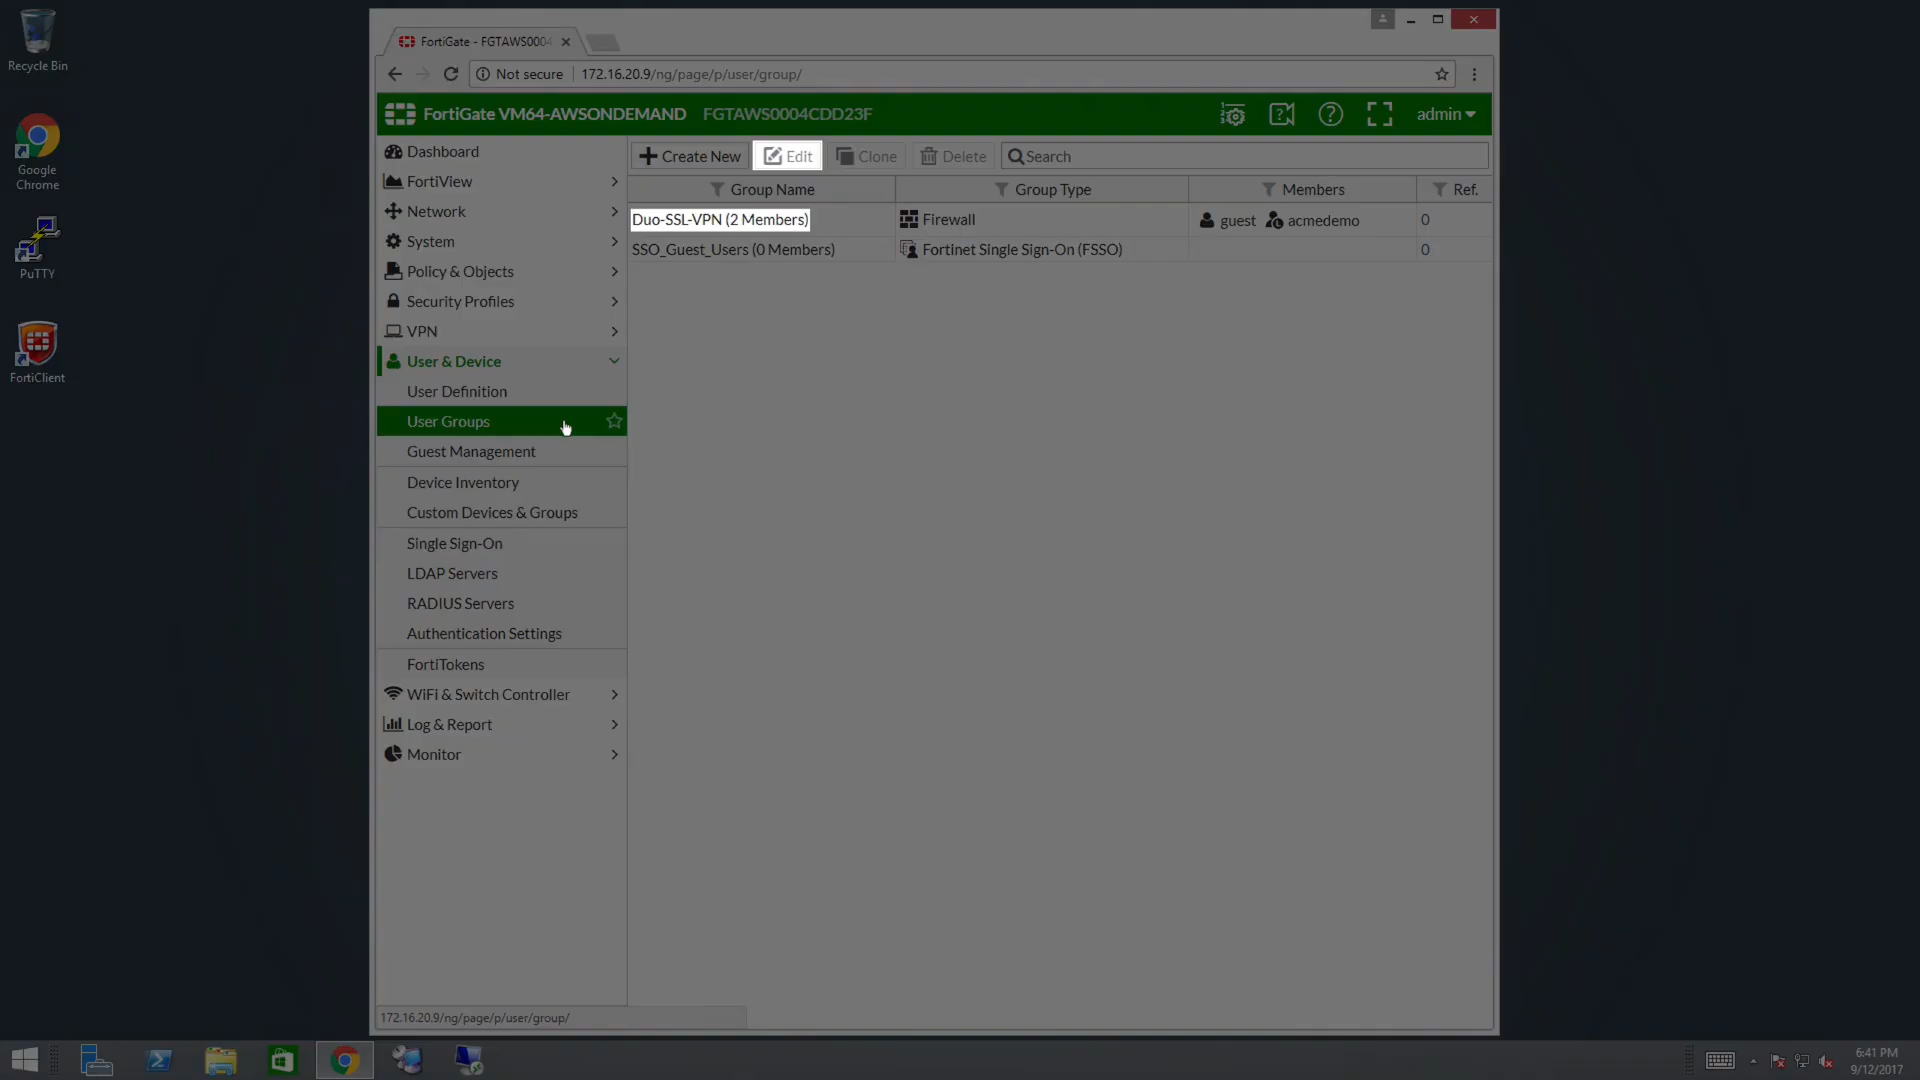 Recycle Bin
Google
Chrome
PuTTY
FortiClient
FortiGate - FGTAWS0004
Not secure
172.16.20.9/ng/page/p/user/group/
FortiGate VM64-AWSONDEMAND
FGTAWS0004CDD23F
admin
Dashboard
FortiView
Network
System
Policy & Objects
Security Profiles
VPN
User & Device
User Definition
User Groups
Guest Management
Device Inventory
Custom Devices & Groups
Single Sign-On
LDAP Servers
RADIUS Servers
Authentication Settings
FortiTokens
WiFi & Switch Controller
Log & Report
Monitor
Create New
Edit
Clone
Delete
Search
Group Name
Group Type
Members
Ref.
Duo-SSL-VPN (2 Members)
Firewall
guest
acmedemo
0
SSO_Guest_Users (0 Members)
Fortinet Single Sign-On (FSSO)
0
172.16.20.9/ng/page/p/user/group/
6:41 PM
9/12/2017